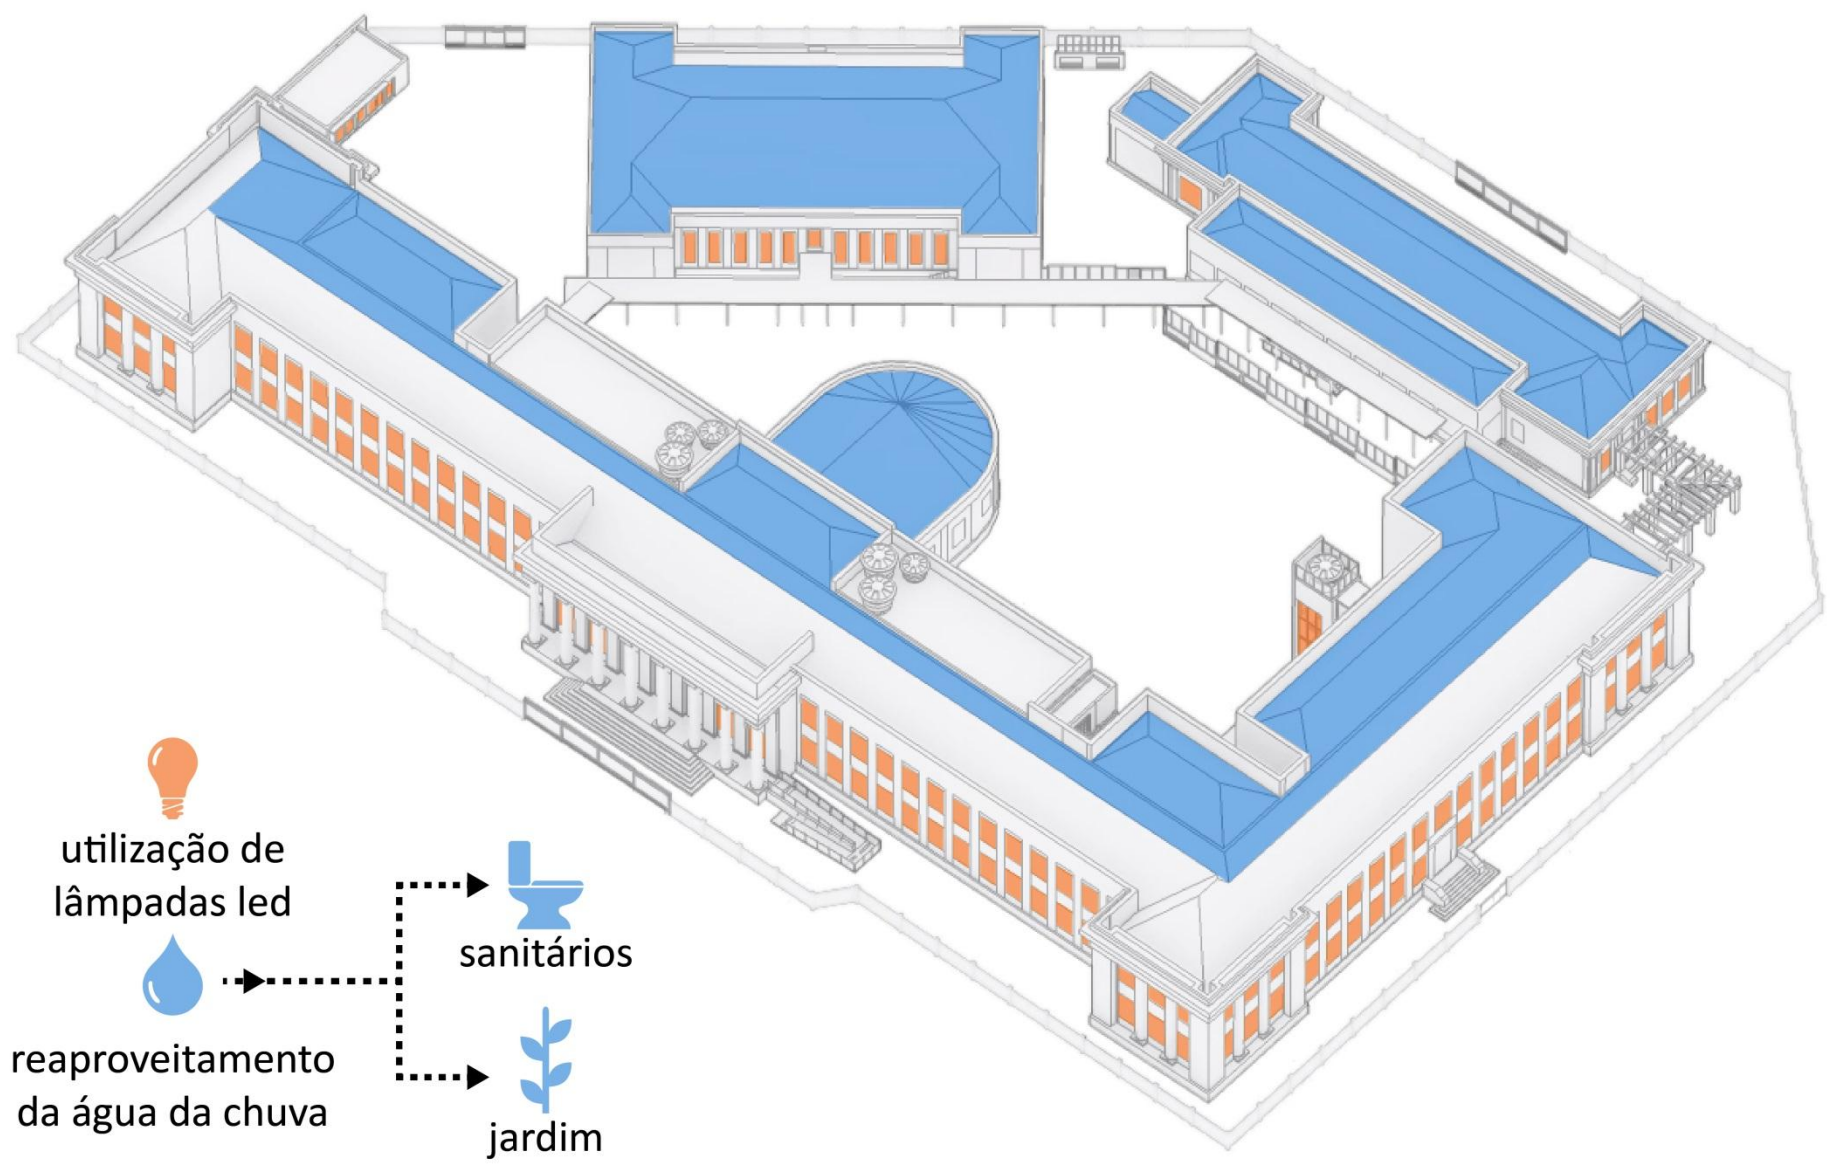 utilização de
lâmpadas led
reaproveitamento
da água da chuva
sanitários
jardim